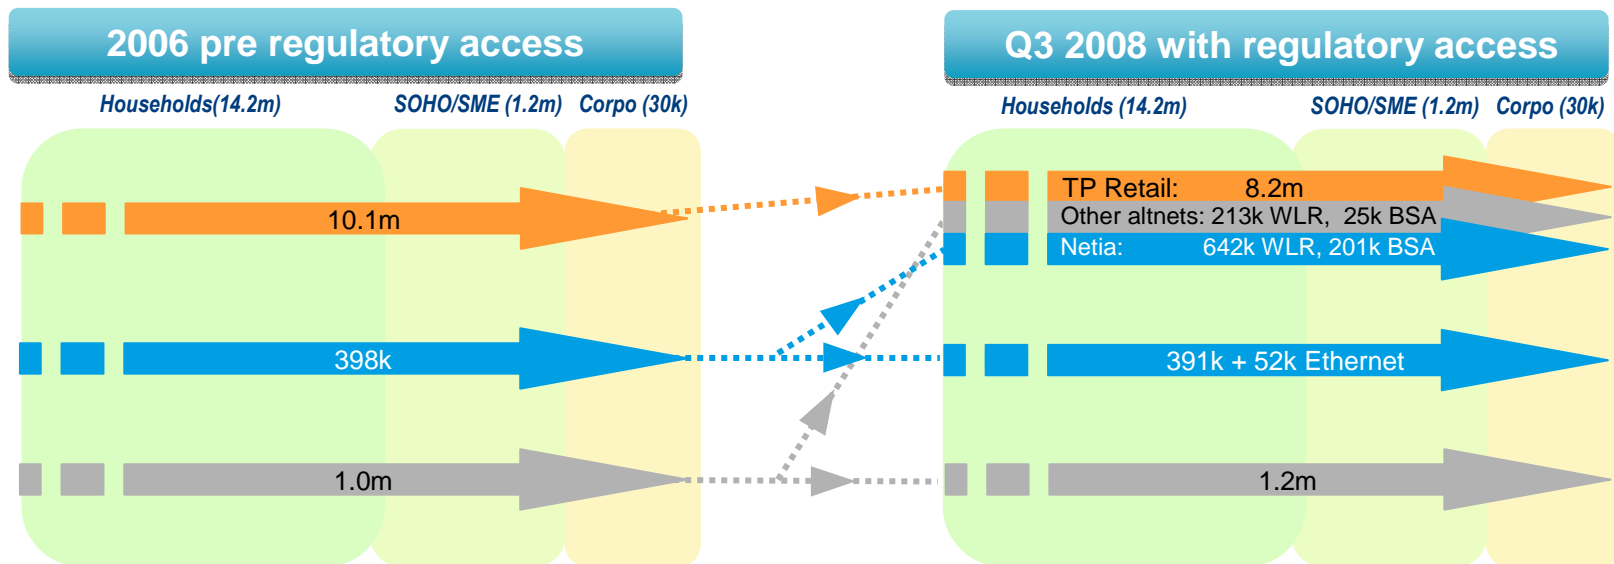 2006 pre regulatory access
Households(14.2m) SOHO/SME (1.2m) Corpo (30k)
10.1m
398k
1.0m
Q3 2008 with regulatory access
Households (14.2m) SOHO/SME (1.2m) Corpo (30k)
TP Retail: 8.2m
Other altnets: 213k WLR, 25k BSA
Netia: 642k WLR, 201k BSA
391k + 52k Ethernet
1.2m